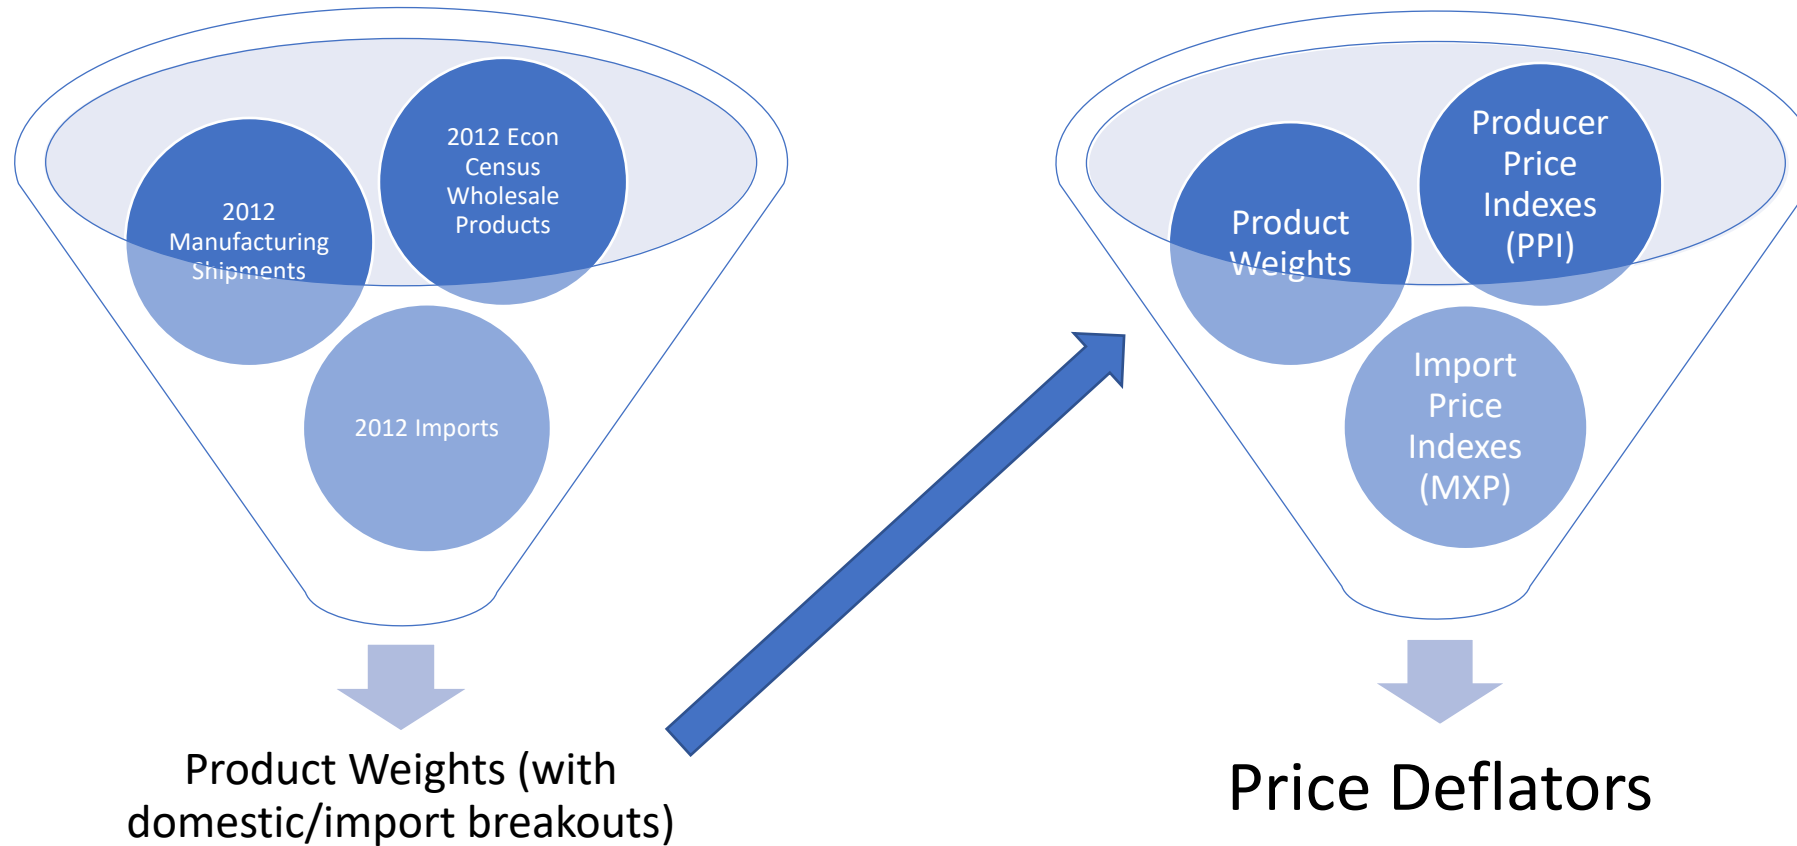 2012
Manufacturing
Shipments
2012 Econ
Census
Wholesale
Products
2012 Imports
Product Weights (with
domestic/import breakouts)
Product
Weights
Producer
Price
Indexes
(PPI)
Import
Price
Indexes
(MXP)
Price Deflators